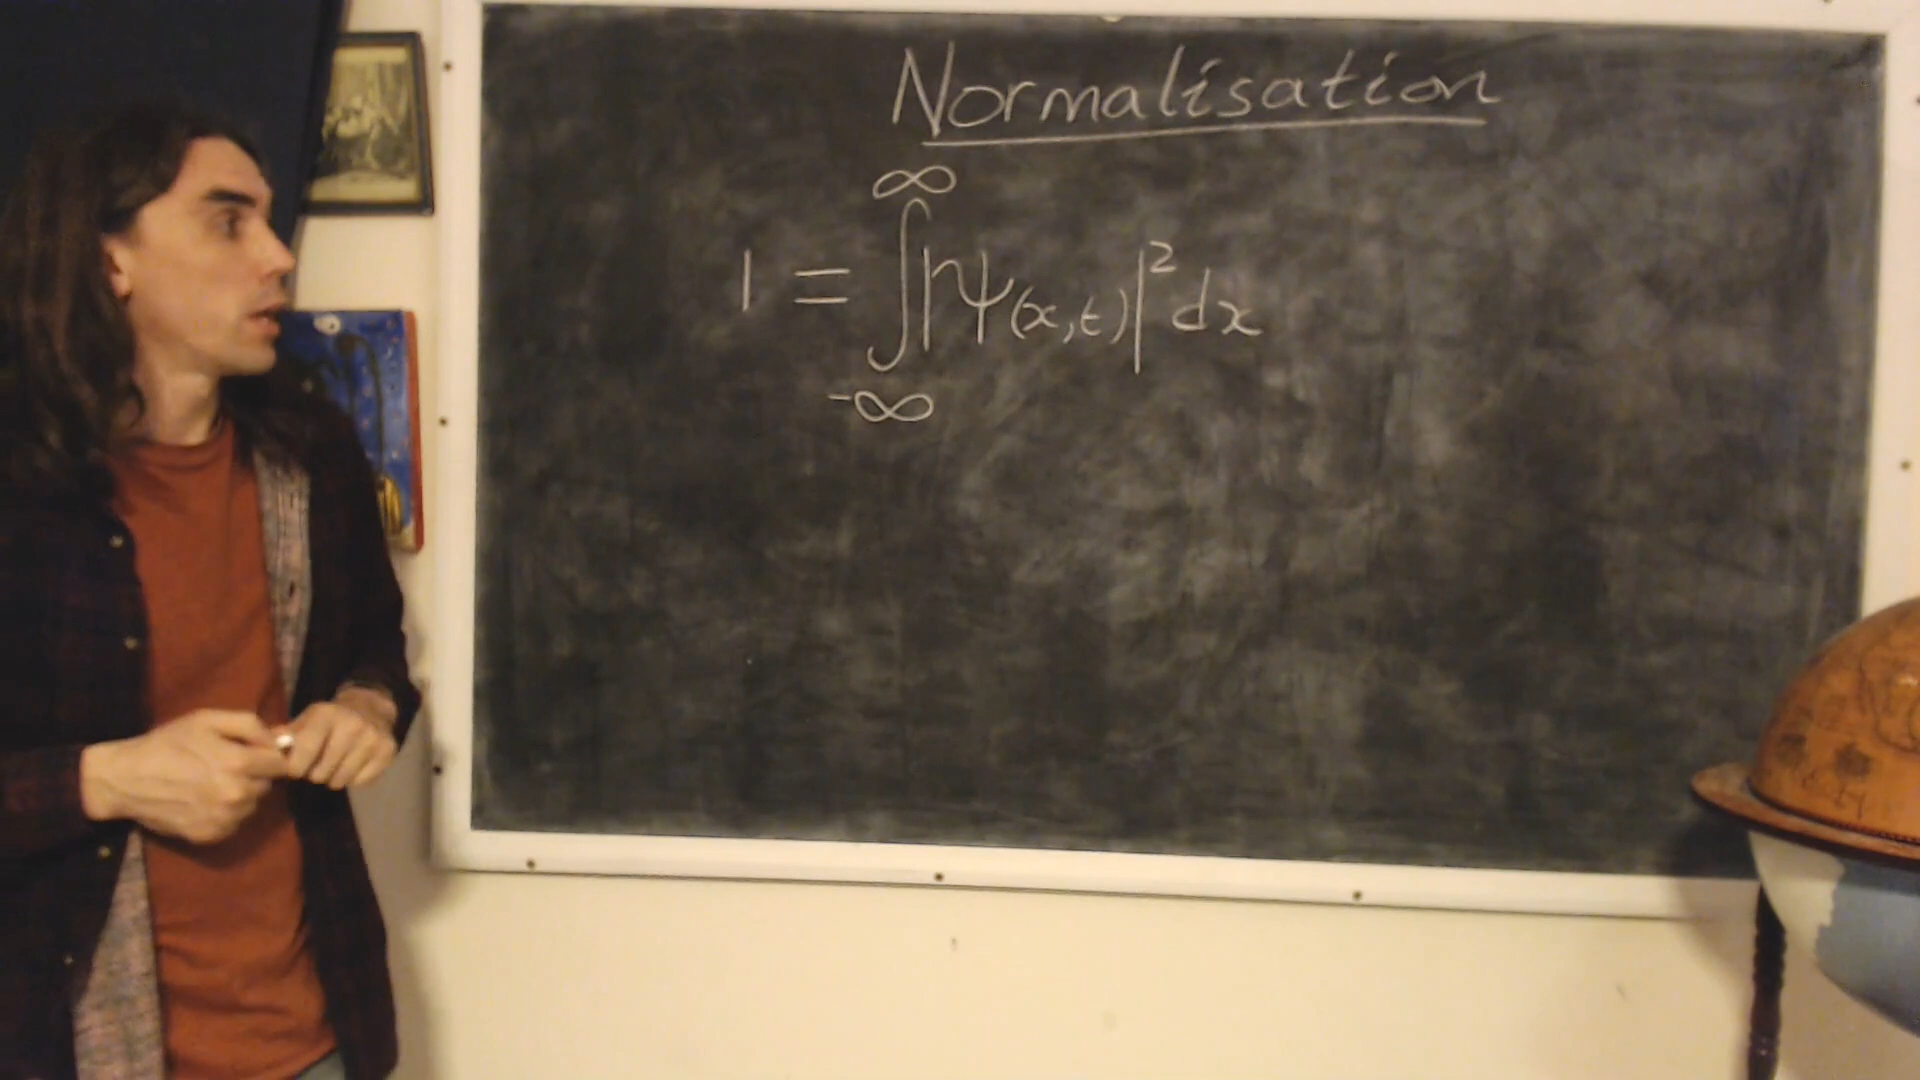 Normalisation
1 = ∫_{-∞}^{∞} |ψ(x,t)|² dx